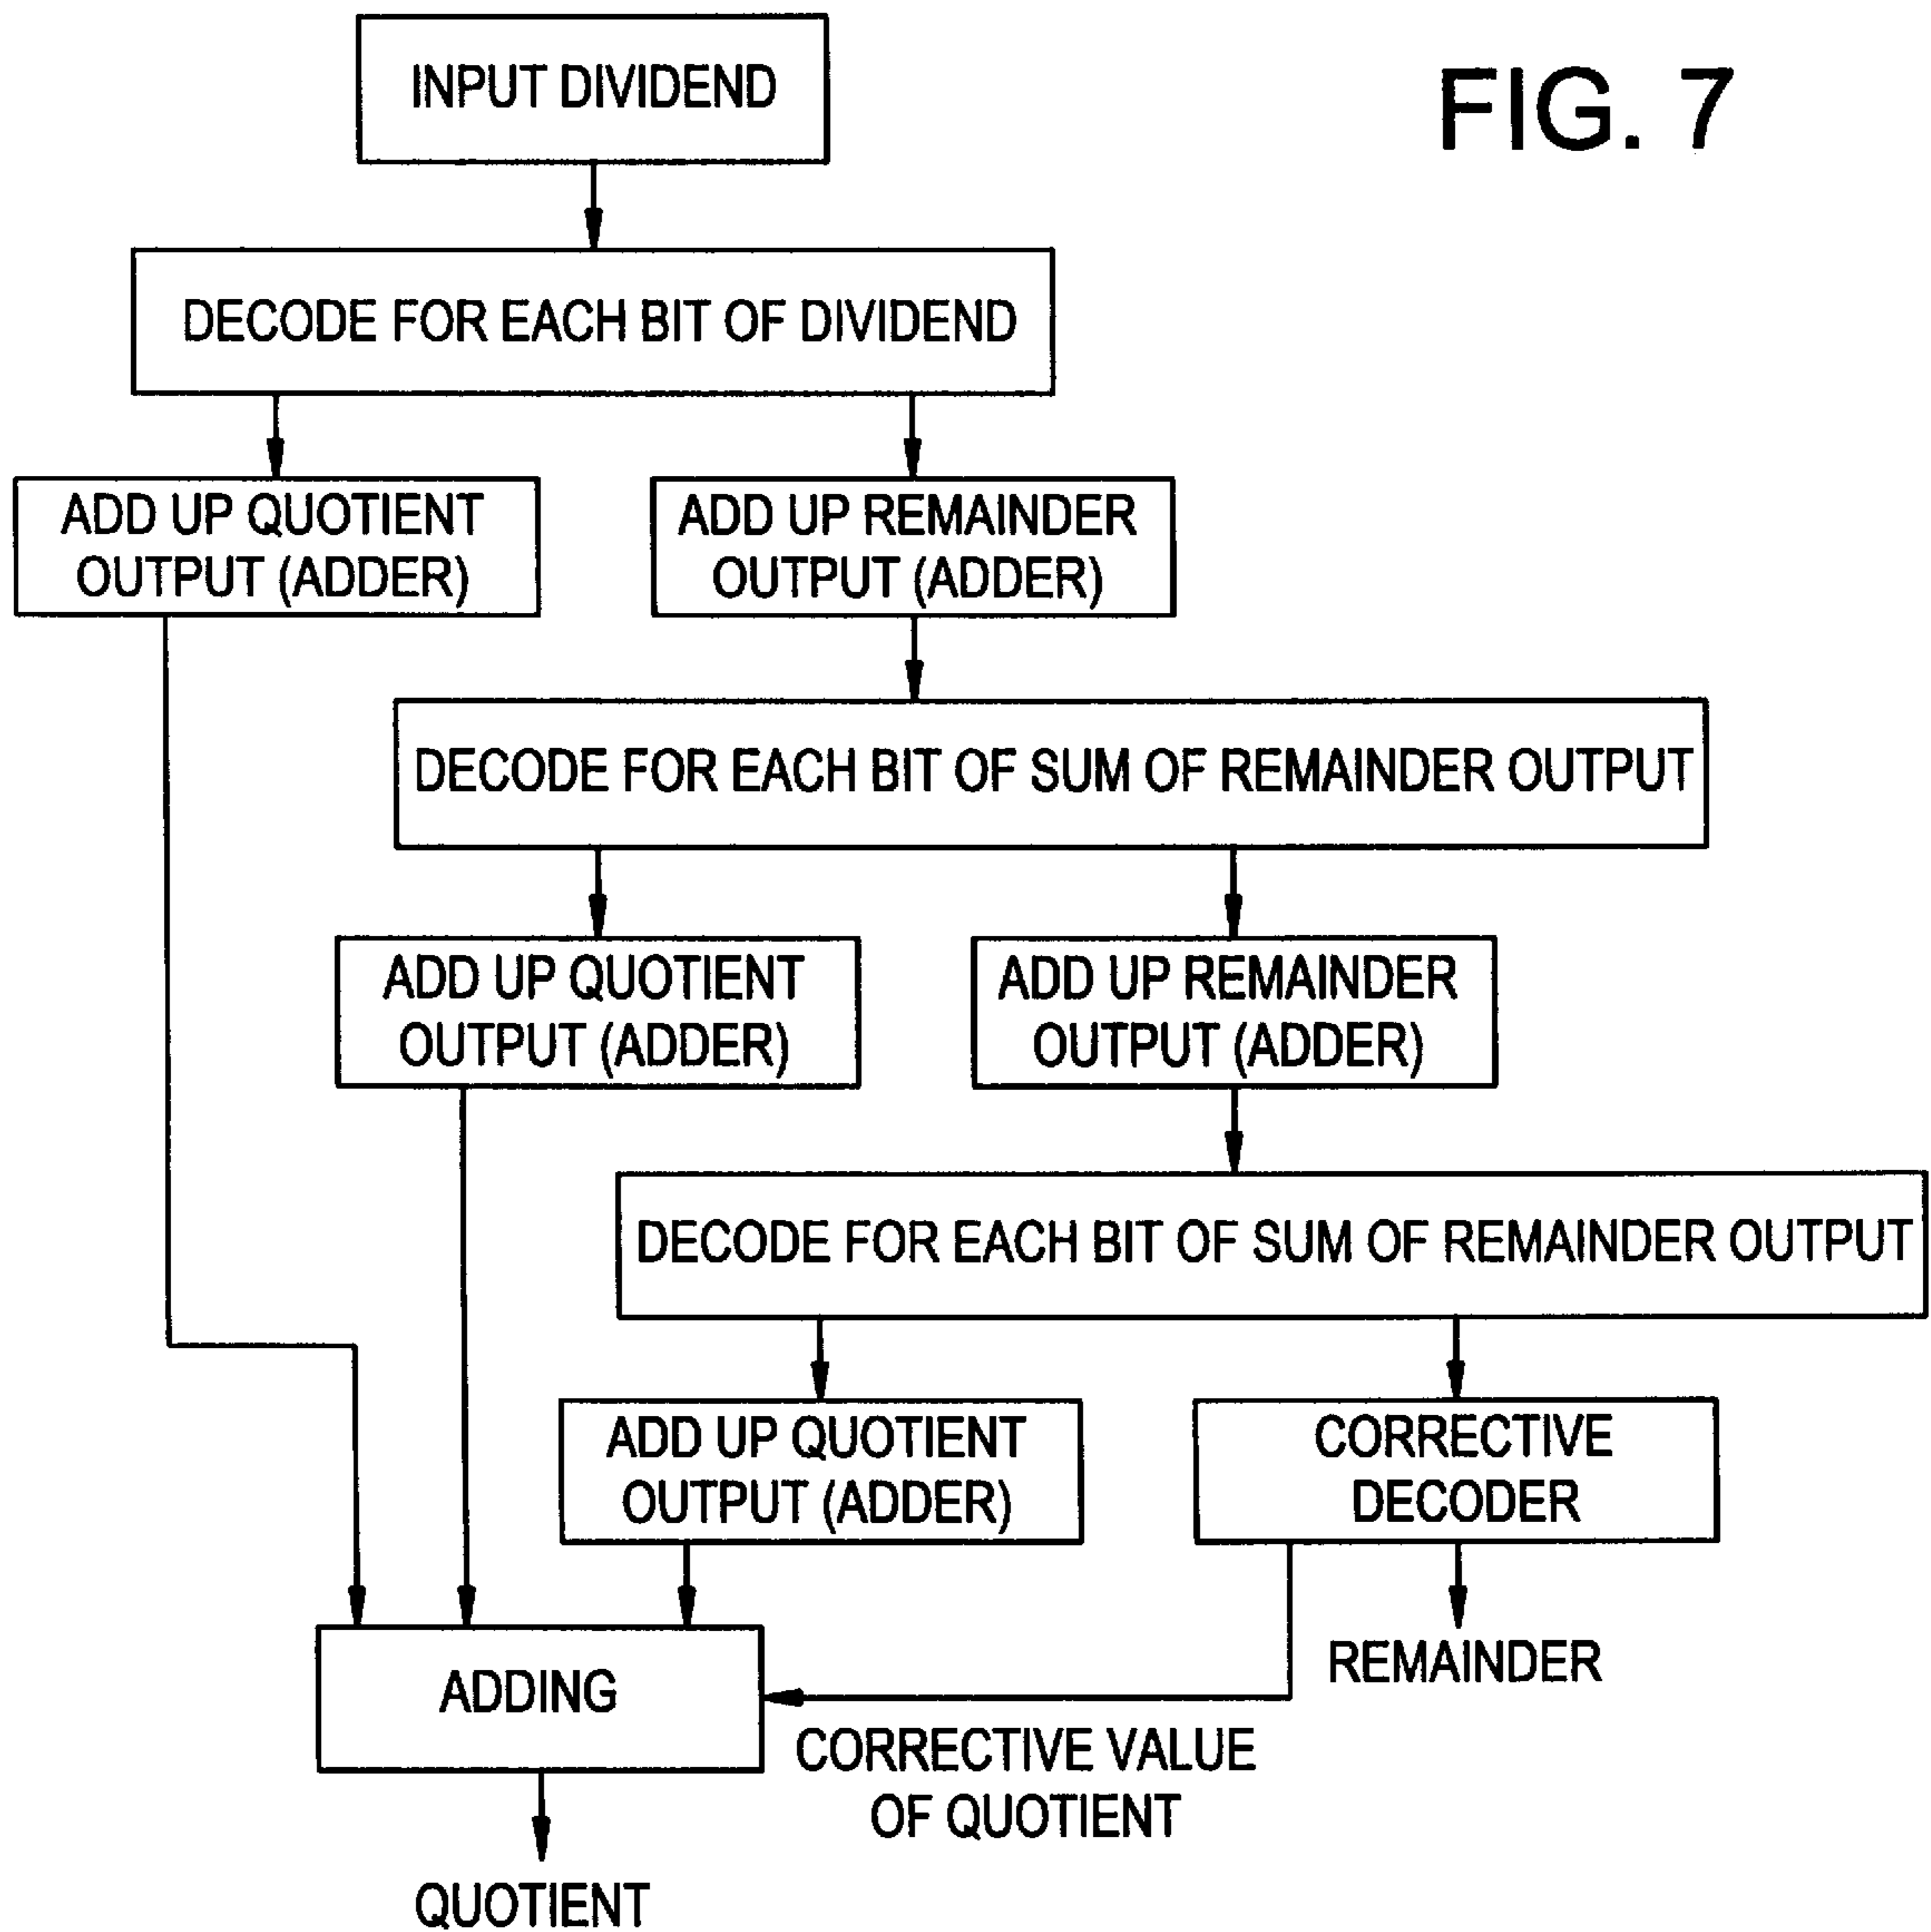 FIG. 7
INPUT DIVIDEND
DECODE FOR EACH BIT OF DIVIDEND
ADD UP QUOTIENT
OUTPUT (ADDER)
ADD UP REMAINDER
OUTPUT (ADDER)
DECODE FOR EACH BIT OF SUM OF REMAINDER OUTPUT
ADD UP QUOTIENT
OUTPUT (ADDER)
ADD UP REMAINDER
OUTPUT (ADDER)
DECODE FOR EACH BIT OF SUM OF REMAINDER OUTPUT
ADD UP QUOTIENT
OUTPUT (ADDER)
CORRECTIVE
DECODER
REMAINDER
ADDING
CORRECTIVE VALUE
OF QUOTIENT
QUOTIENT